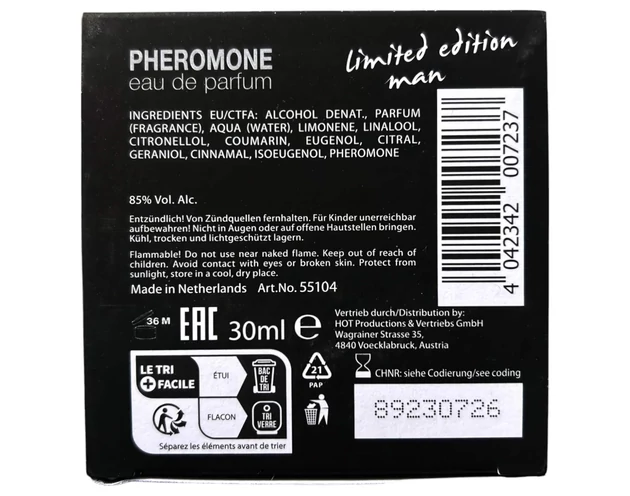 PHEROMONE
eau de parfum
limited edition
man
INGREDIENTS EU/CTFA: ALCOHOL DENAT., PARFUM
(FRAGRANCE), AQUA (WATER), LIMONENE, LINALOOL,
CITRONELLOL, COUMARIN, EUGENOL, CITRAL,
GERANIOL, CINNAMAL, ISOEUGENOL, PHEROMONE
85% Vol. Alc.
Entzündlich! Von Zündquellen fernhalten. Für Kinder unerreichbar
aufbewahren! Nicht in Augen oder auf offene Hautstellen bringen.
Kühl, trocken und lichtgeschützt lagern.
Flammable! Do not use near naked flame. Keep out of reach of
children. Avoid contact with eyes or broken skin. Protect from
sunlight, store in a cool, dry place.
Made in Netherlands Art.No. 55104
4 042342 007237
36 M
EAC
30ml e
Vertrieb durch/Distribution by:
HOT Productions & Vertriebs GmbH
Wagrainer Strasse 35,
4840 Voecklabruck, Austria
LE TRI
+ FACILE
ÉTUI
BAC
DE
TRI
FLACON
TRI
VERRE
Séparez les éléments avant de trier
21
PAP
CHNR: siehe Codierung/see coding
89230726